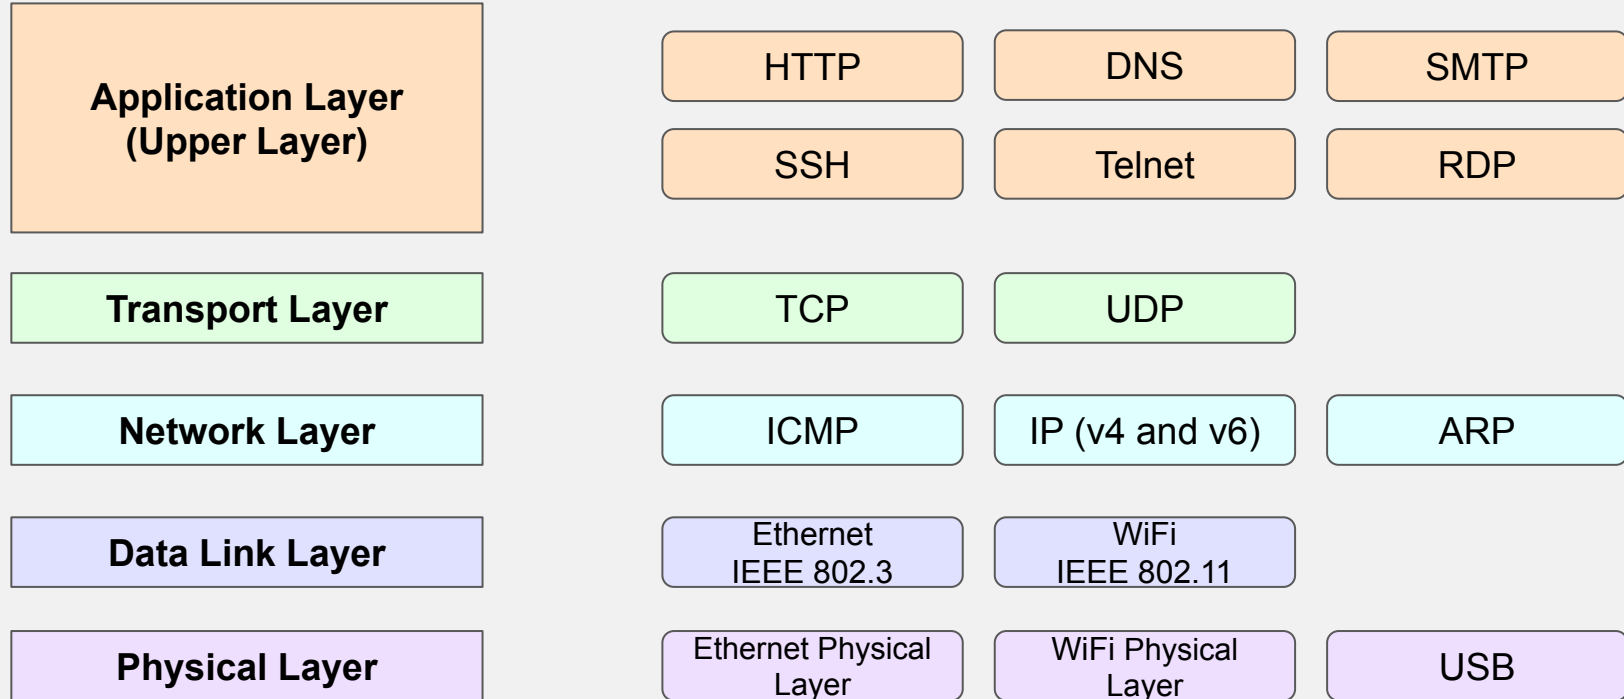 Application Layer
(Upper Layer)
HTTP
DNS
SMTP
SSH
Telnet
RDP
Transport Layer
TCP
UDP
Network Layer
ICMP
IP (v4 and v6)
ARP
Data Link Layer
Ethernet
IEEE 802.3
WiFi
IEEE 802.11
Physical Layer
Ethernet Physical
Layer
WiFi Physical
Layer
USB